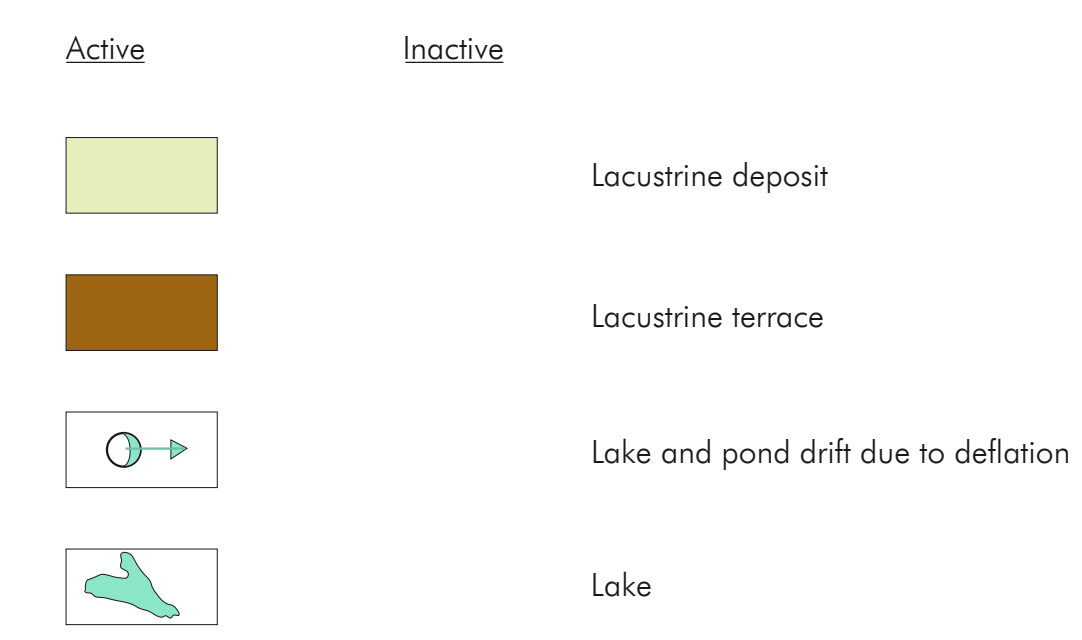 Active Inactive
Lacustrine deposit
Lacustrine terrace
Lake and pond drift due to deflation
Lake